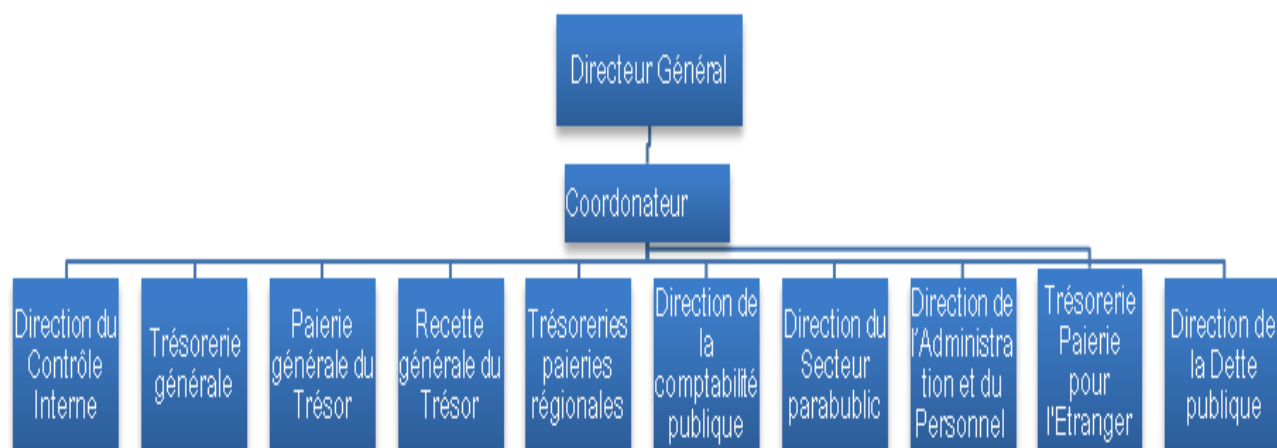 Directeur Général
Coordonateur
Direction du
Contrôle
Interne
Trésorerie
générale
Paierie
générale du
Trésor
Recette
générale du
Trésor
Trésoreries
paieries
régionales
Direction de
la
comptabilité
publique
Direction du
Secteur
parabublic
Direction de
l'Administra
tion et du
Personnel
Trésorerie
Paierie
pour
l'Etranger
Direction de
la Dette
publique